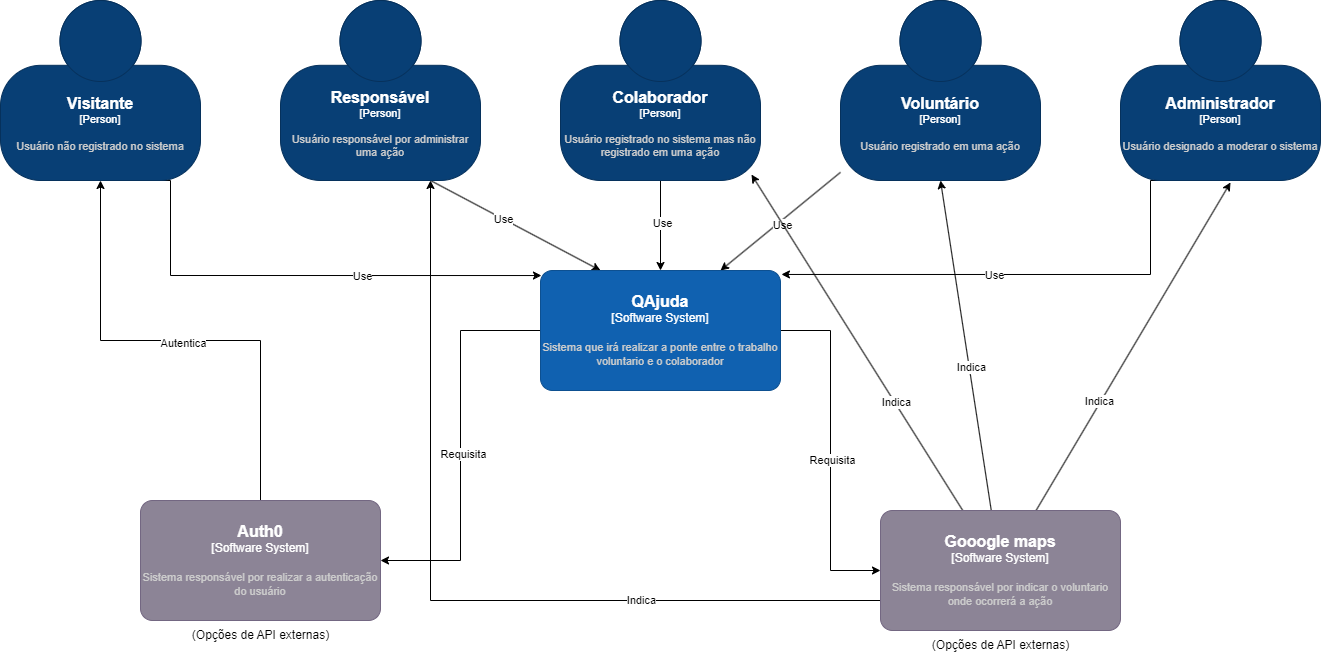 Visitante
[Person]
Usuário não registrado no sistema
Responsável
[Person]
Usuário responsável por administrar
uma ação
Colaborador
[Person]
Usuário registrado no sistema mas não
registrado em uma ação
Voluntário
[Person]
Usuário registrado em uma ação
Administrador
[Person]
Usuário designado a moderar o sistema
Use
Use
Use
Use
Use
QAjuda
[Software System]
Sistema que irá realizar a ponte entre o trabalho
voluntario e o colaborador
Autentica
Indica
Indica
Indica
Requisita
Requisita
Auth0
[Software System]
Sistema responsável por realizar a autenticação
do usuário
(Opções de API externas)
Indica
Gooogle maps
[Software System]
Sistema responsável por indicar o voluntario
onde ocorrerá a ação
(Opções de API externas)